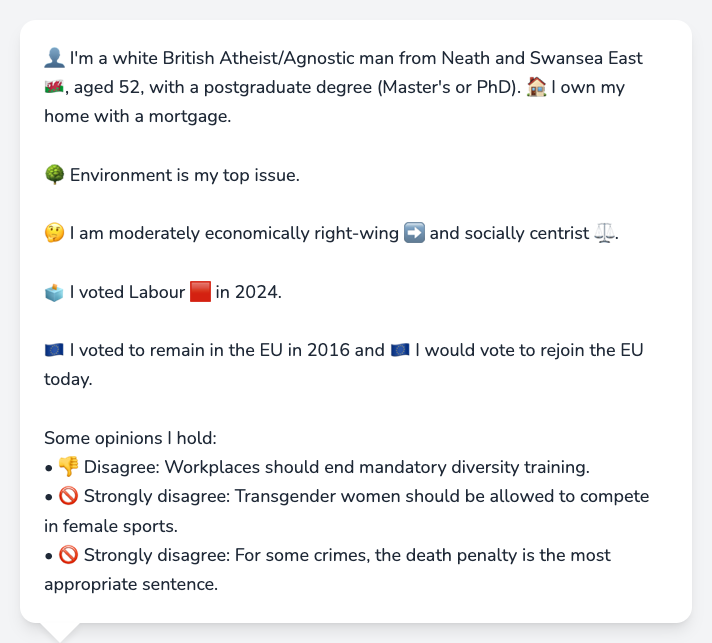 👤 I'm a white British Atheist/Agnostic man from Neath and Swansea East
🏴󠁧󠁢󠁷󠁬󠁳󠁿, aged 52, with a postgraduate degree (Master's or PhD). 🏠 I own my
home with a mortgage.
🌳 Environment is my top issue.
🤔 I am moderately economically right-wing ➡️ and socially centrist ⚖️.
🗳️ I voted Labour 🟥 in 2024.
🇪🇺 I voted to remain in the EU in 2016 and 🇪🇺 I would vote to rejoin the EU
today.
Some opinions I hold:
• 👎 Disagree: Workplaces should end mandatory diversity training.
• 🚫 Strongly disagree: Transgender women should be allowed to compete
in female sports.
• 🚫 Strongly disagree: For some crimes, the death penalty is the most
appropriate sentence.